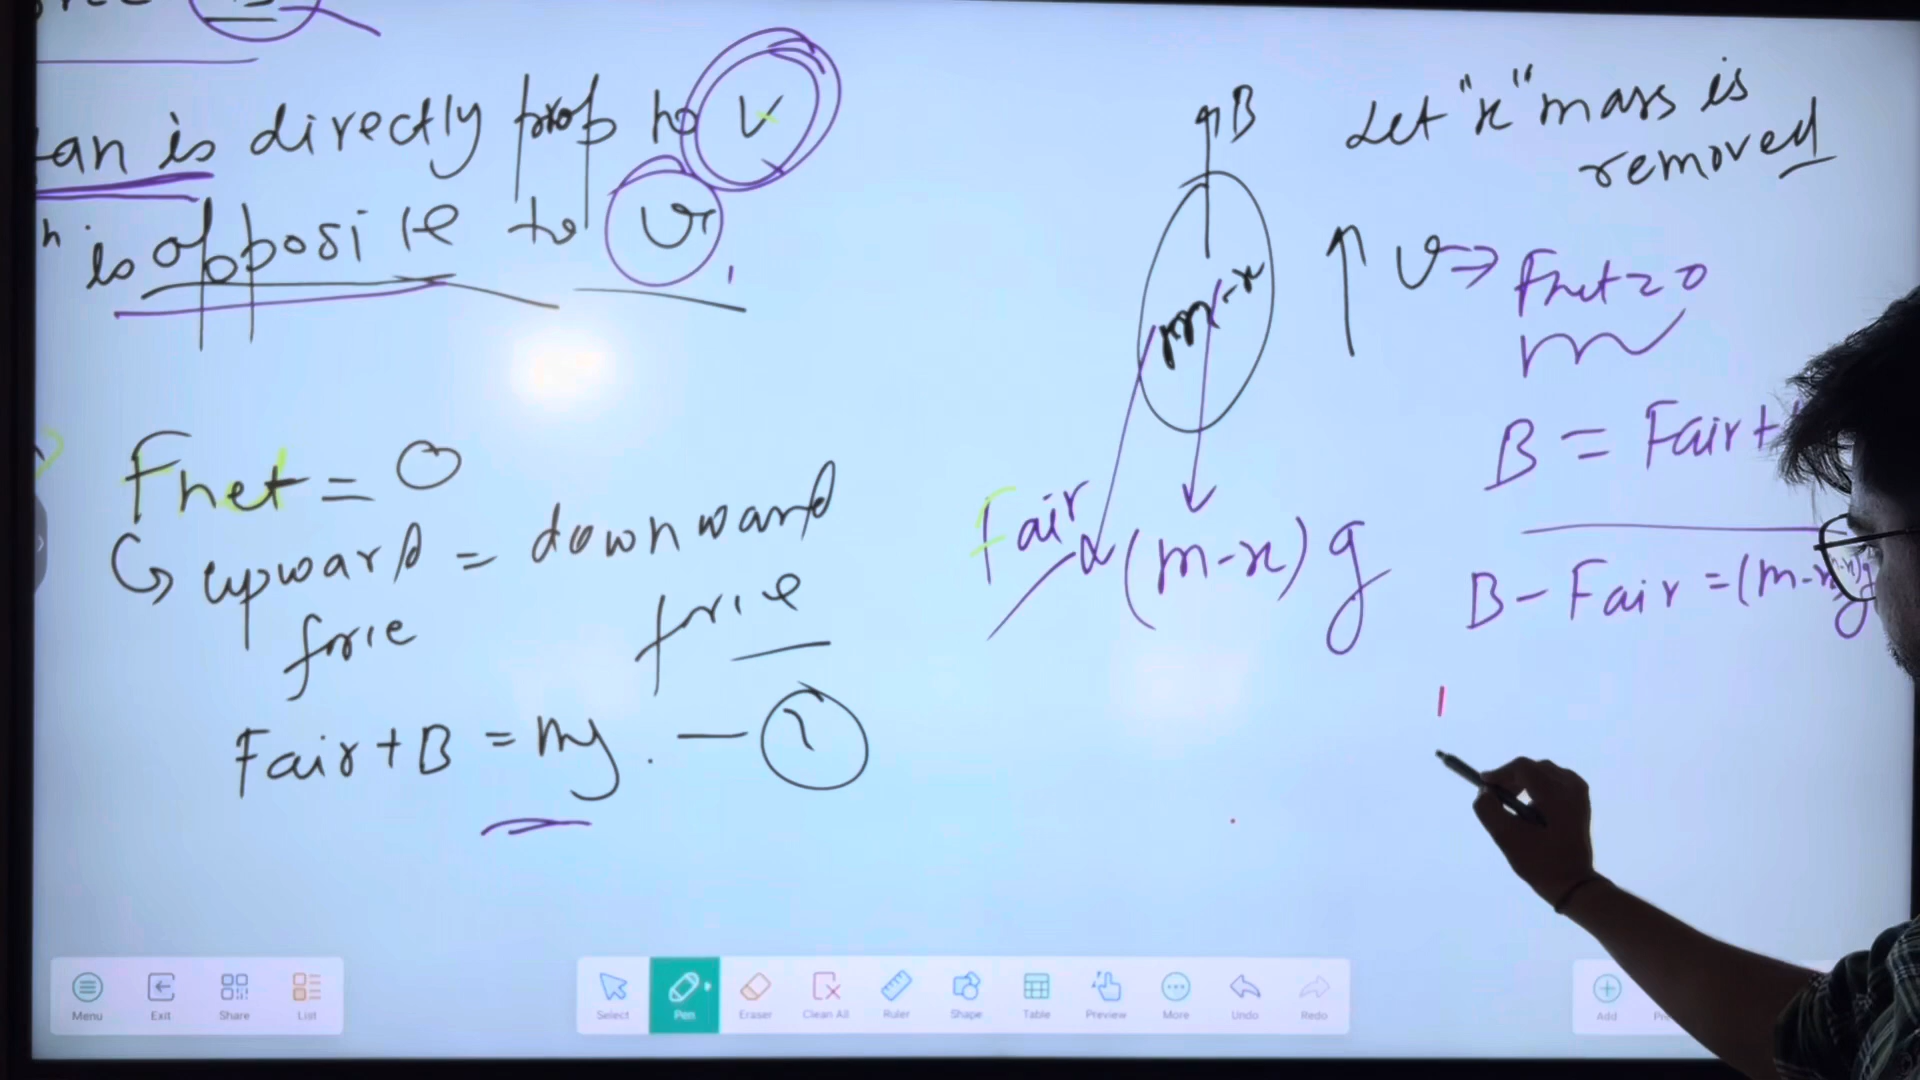 an is directly prop to v
is opposite to v
Fnet = 0
upward = downward
force force
Fair + B = mg. — 1
B
m-x
Fair (m-x) g
Let "x" mass is
removed
v ⇒ Fnet = 0
B = Fair +
B - Fair = (m-x)g
Menu
Exit
Share
List
Select
Pen
Eraser
Clean All
Ruler
Shape
Table
Preview
More
Undo
Redo
Add